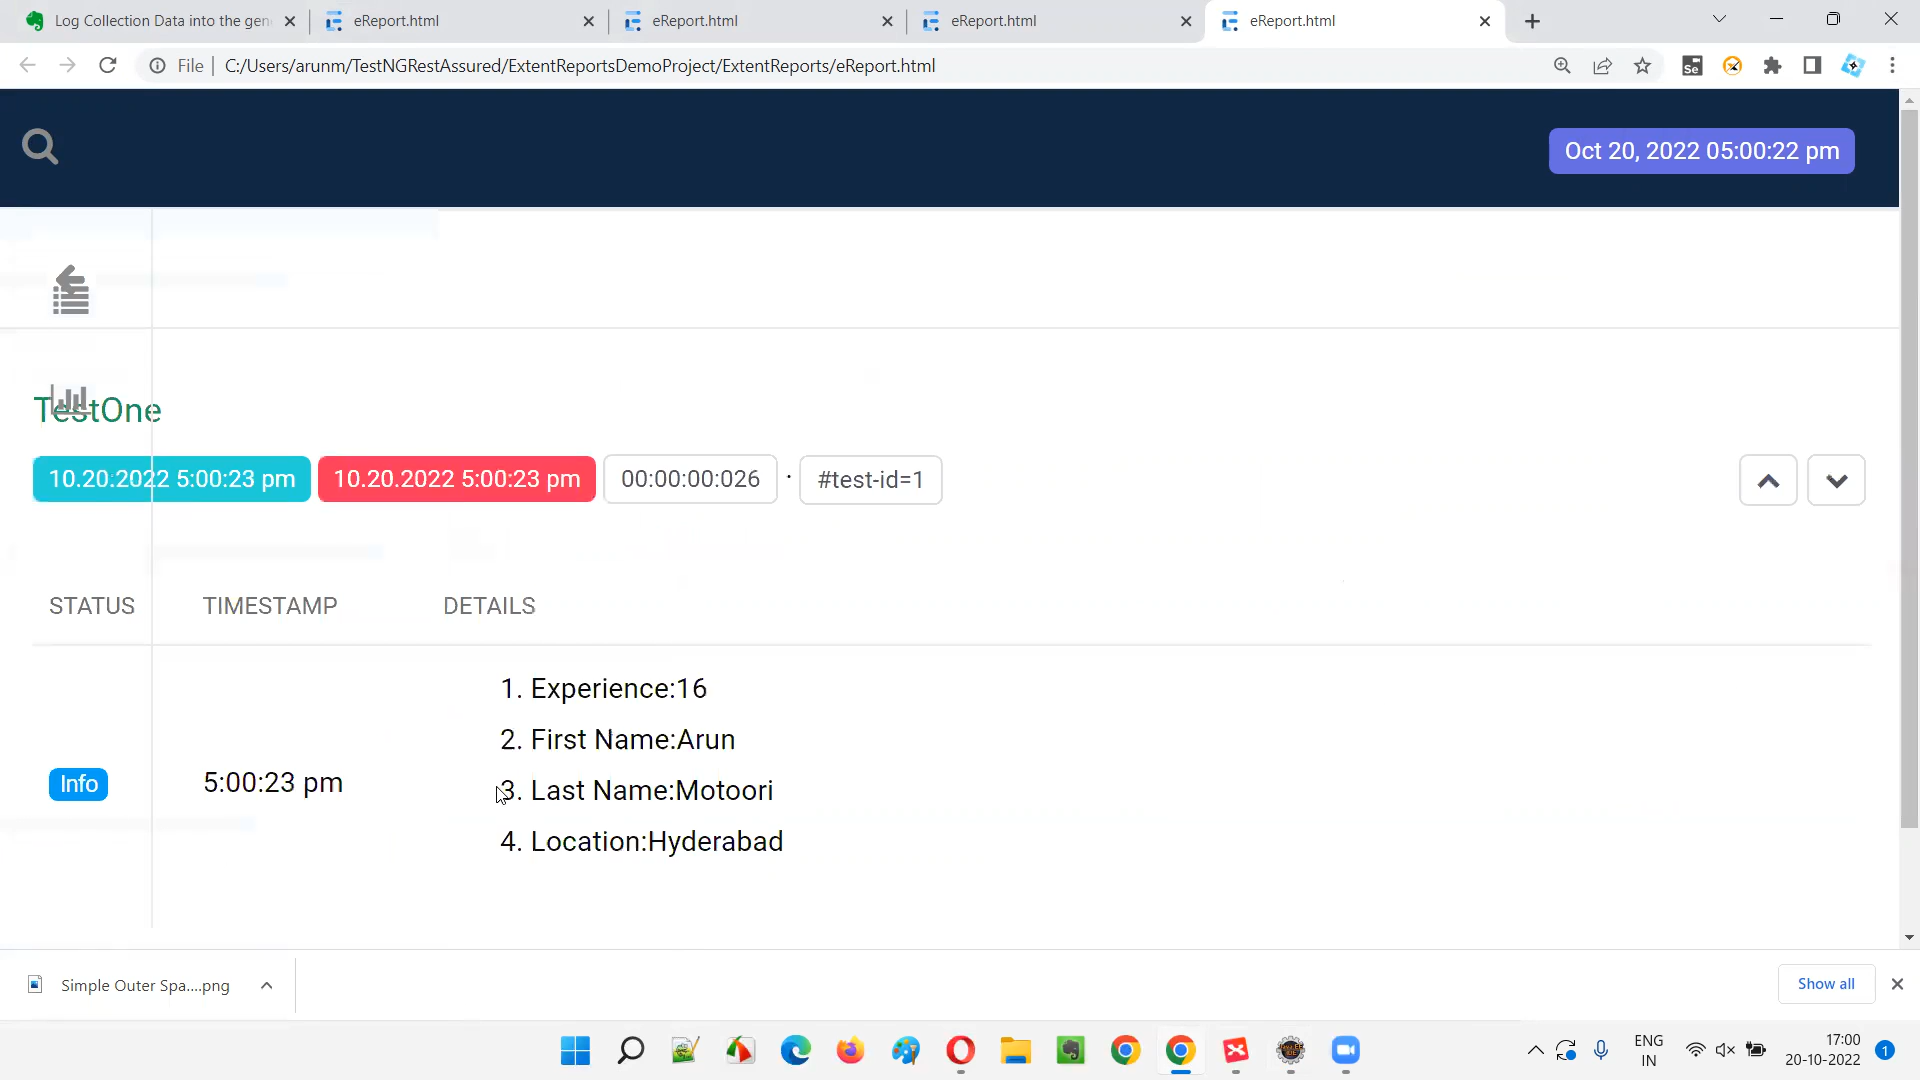 Log Collection Data into the gen
eReport.html
eReport.html
eReport.html
eReport.html
File
C:/Users/arunm/TestNGRestAssured/ExtentReportsDemoProject/ExtentReports/eReport.html
Se
Oct 20, 2022 05:00:22 pm
TestOne
10.20.2022 5:00:23 pm
10.20.2022 5:00:23 pm
00:00:00:026
·
#test-id=1
STATUS TIMESTAMP DETAILS
1. Experience:16
2. First Name:Arun
Info
5:00:23 pm
3. Last Name:Motoori
4. Location:Hyderabad
Simple Outer Spa....png
Show all
ENG
IN
17:00
20-10-2022
1